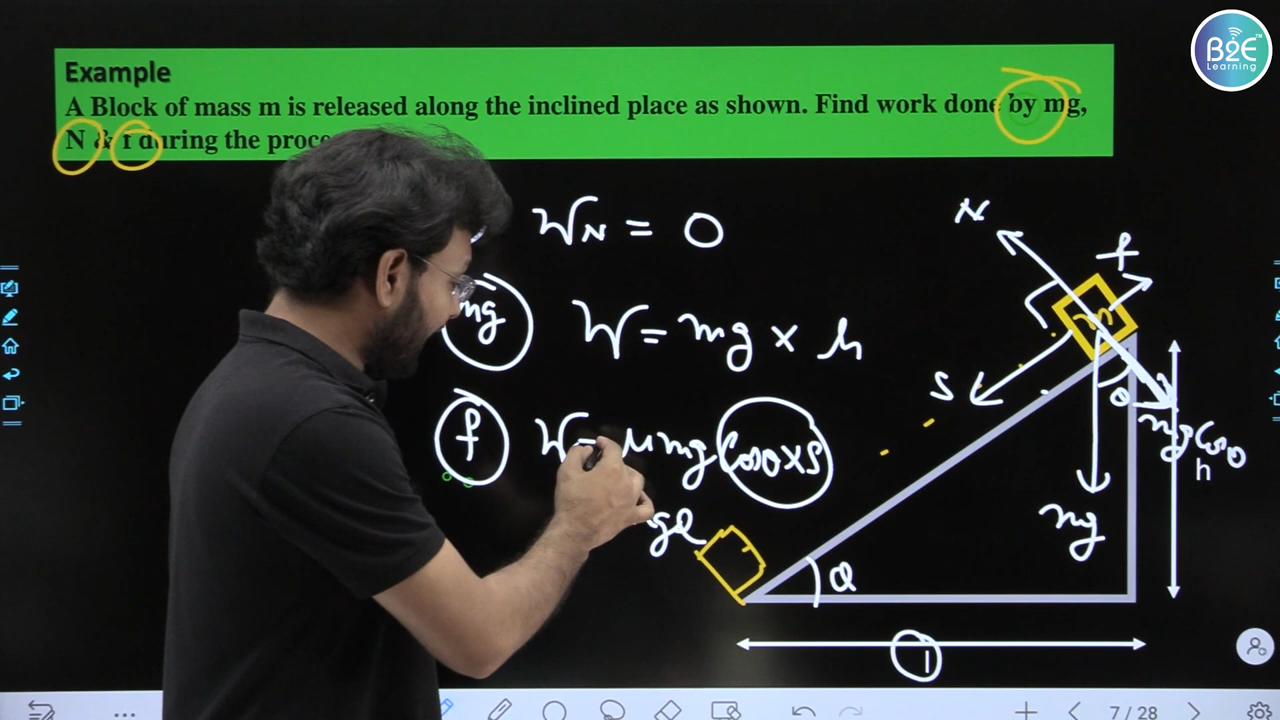 B2E
Learning
Example
A Block of mass m is released along the inclined place as shown. Find work done by mg,
N & f during the proce
W_N = 0
mg W = mg × h
f W = μmg Cosθ×S
gl
N
f
m
S
θ
mg Cosθ
h
mg
θ
l
7 / 28